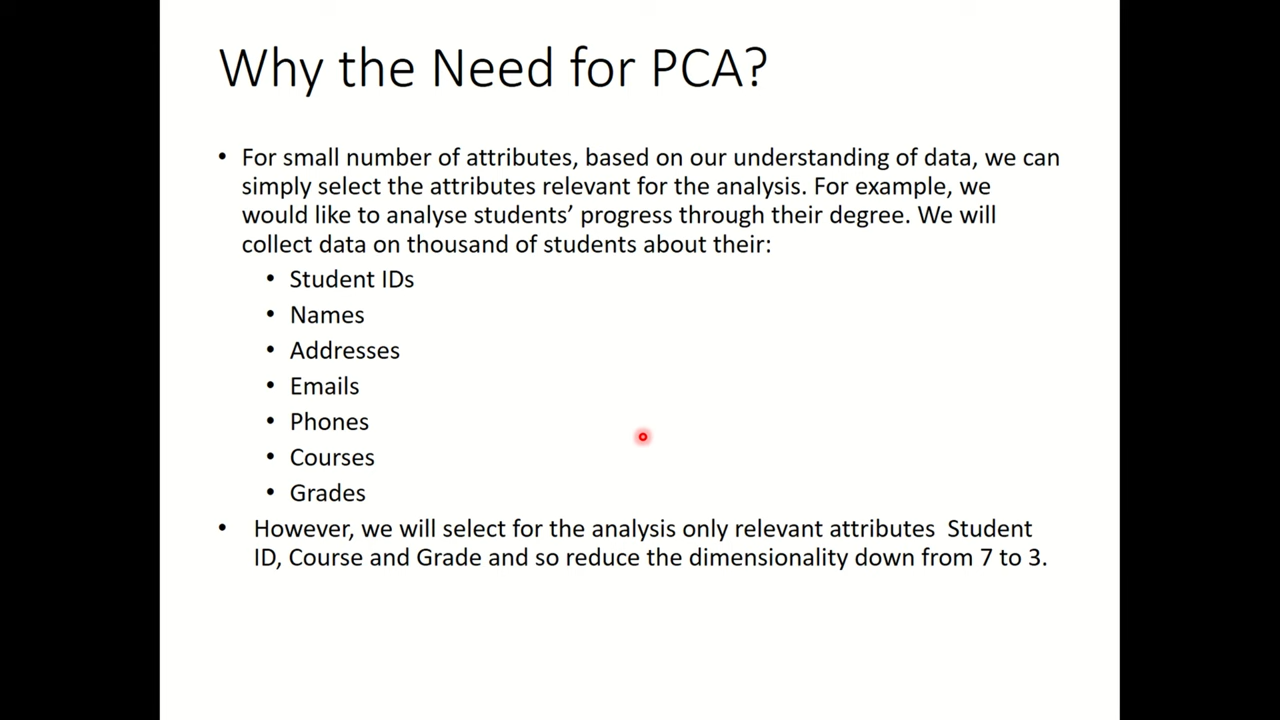 Why the Need for PCA?
• For small number of attributes, based on our understanding of data, we can
simply select the attributes relevant for the analysis. For example, we
would like to analyse students’ progress through their degree. We will
collect data on thousand of students about their:
• Student IDs
• Names
• Addresses
• Emails
• Phones
• Courses
• Grades
• However, we will select for the analysis only relevant attributes  Student
ID, Course and Grade and so reduce the dimensionality down from 7 to 3.